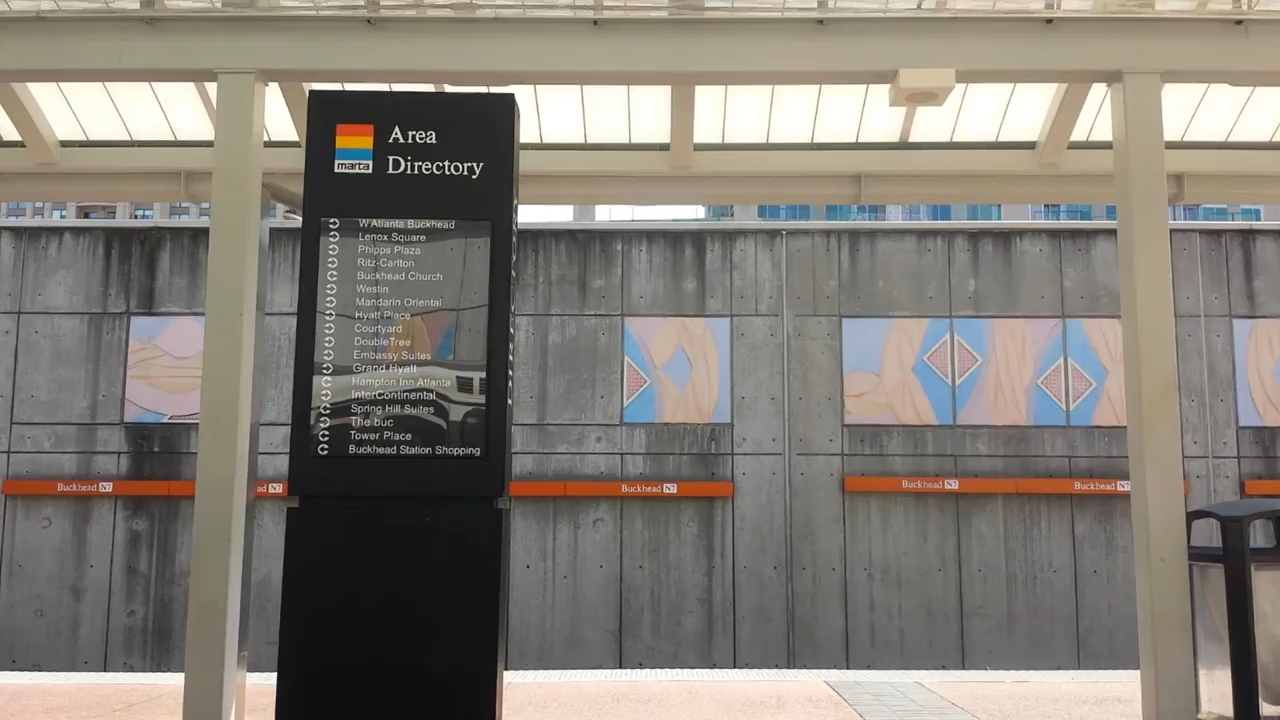 marta
Area
Directory
W Atlanta Buckhead
Lenox Square
Phipps Plaza
Ritz-Carlton
Buckhead Church
Westin
Mandarin Oriental
Hyatt Place
Courtyard
DoubleTree
Embassy Suites
Grand Hyatt
Hampton Inn Atlanta
InterContinental
Spring Hill Suites
The buc
Tower Place
Buckhead Station Shopping
Buckhead N7
N7
Buckhead N7
Buckhead N7
Buckhead N7